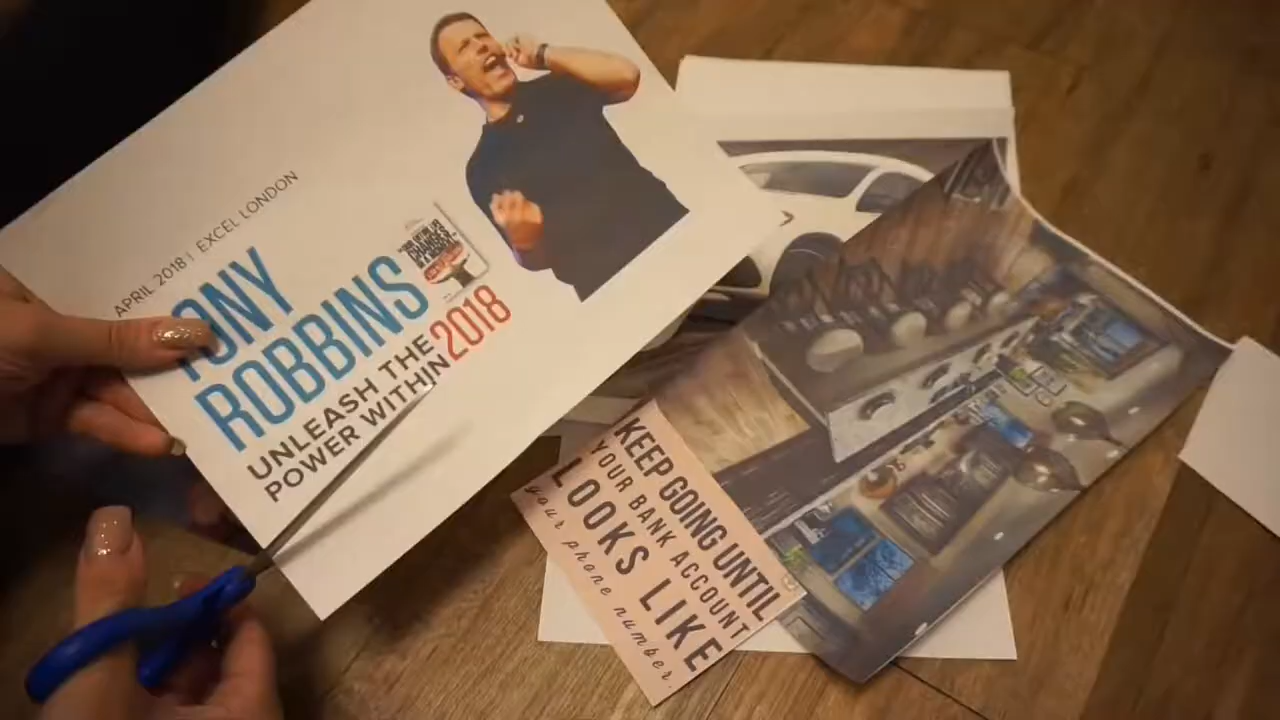 APRIL 2018 | EXCEL LONDON
TONY
ROBBINS
UNLEASH THE
POWER WITHIN 2018
KEEP GOING UNTIL
YOUR BANK ACCOUNT
LOOKS LIKE
your phone number.